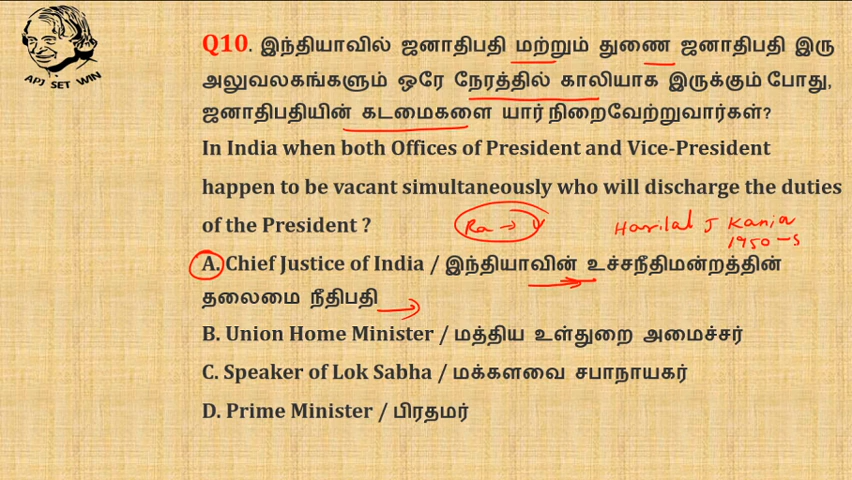 APJ SET WIN
Q10. இந்தியாவில் ஜனாதிபதி மற்றும் துணை ஜனாதிபதி இரு
அலுவலகங்களும் ஒரே நேரத்தில் காலியாக இருக்கும் போது,
ஜனாதிபதியின் கடமைகளை யார் நிறைவேற்றுவார்கள்?
In India when both Offices of President and Vice-President
happen to be vacant simultaneously who will discharge the duties
of the President ?
Harilal J Kania
1950-5
A. Chief Justice of India / இந்தியாவின் உச்சநீதிமன்றத்தின்
தலைமை நீதிபதி
B. Union Home Minister / மத்திய உள்துறை அமைச்சர்
C. Speaker of Lok Sabha / மக்களவை சபாநாயகர்
D. Prime Minister / பிரதமர்